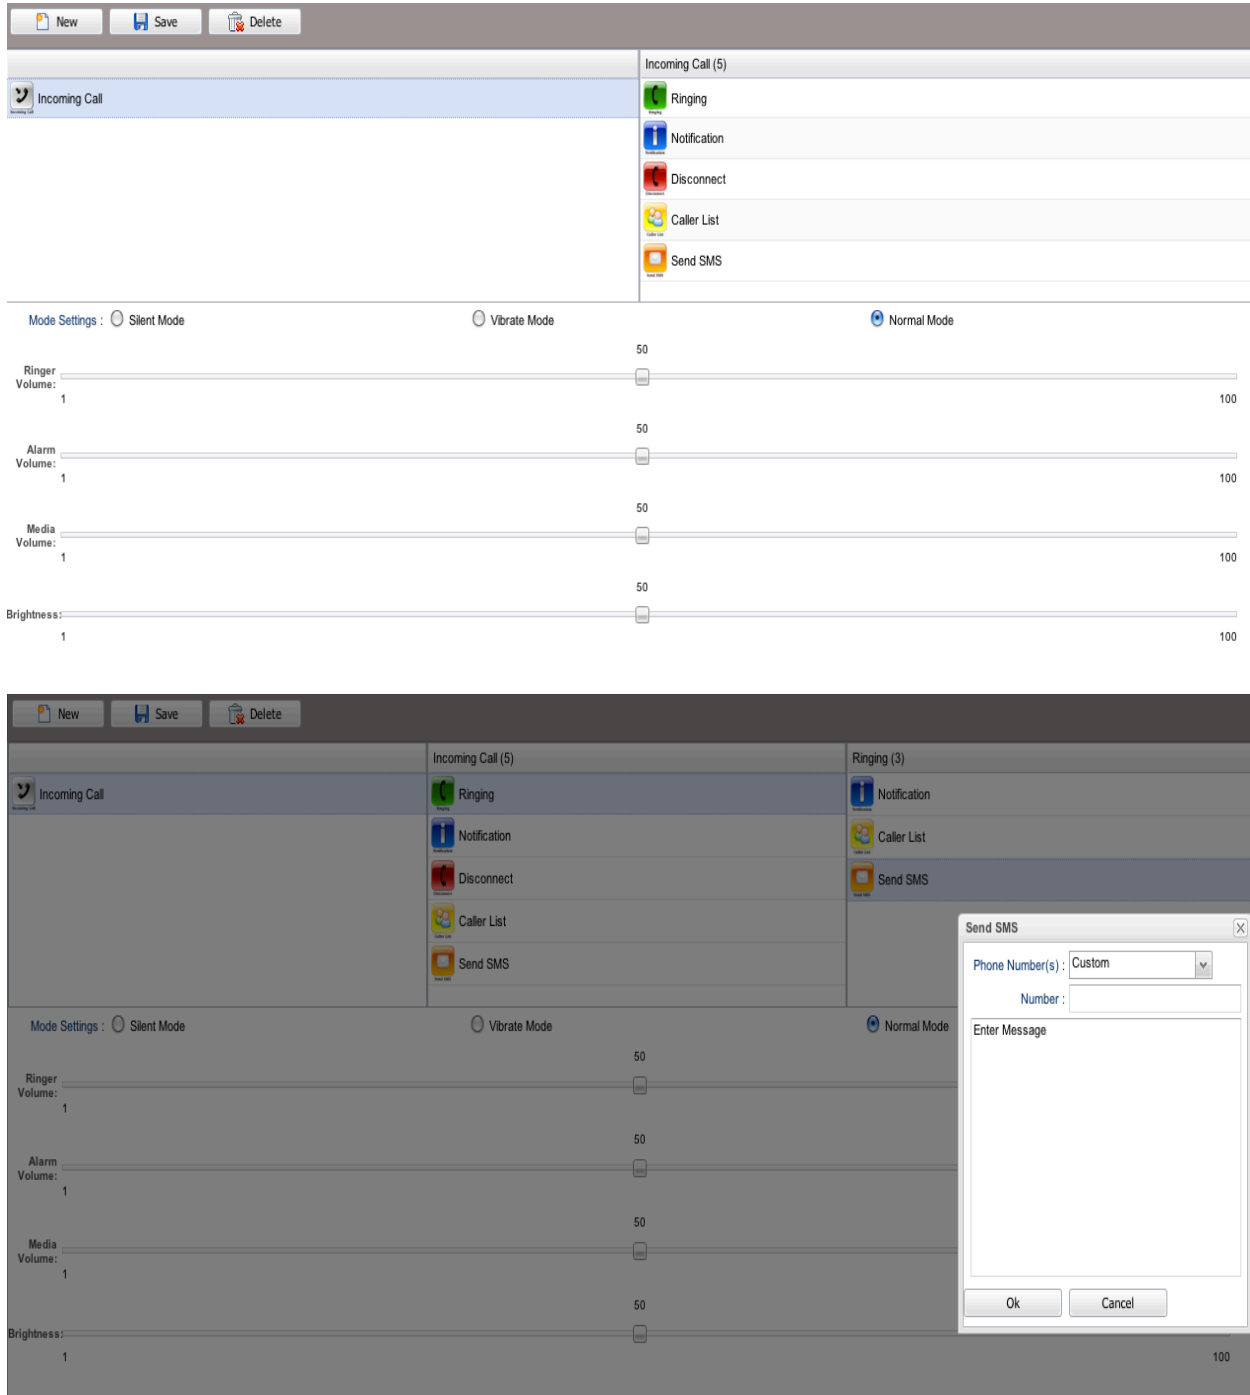 New Save Delete
Incoming Call (5)
Incoming Call
Ringing
Notification
Disconnect
Caller List
Send SMS
Mode Settings : Silent Mode Vibrate Mode Normal Mode
50
Ringer
Volume:
1 100
50
Alarm
Volume:
1 100
50
Media
Volume:
1 100
50
Brightness:
1 100
New Save Delete
Incoming Call (5) Ringing (3)
Incoming Call Ringing Notification
Notification Caller List
Disconnect Send SMS
Caller List
Send SMS
Send SMS
Phone Number(s) : Custom
Number :
Enter Message
Ok Cancel
Mode Settings : Silent Mode Vibrate Mode Normal Mode
50
Ringer
Volume:
1
50
Alarm
Volume:
1
50
Media
Volume:
1
50
Brightness:
1 100